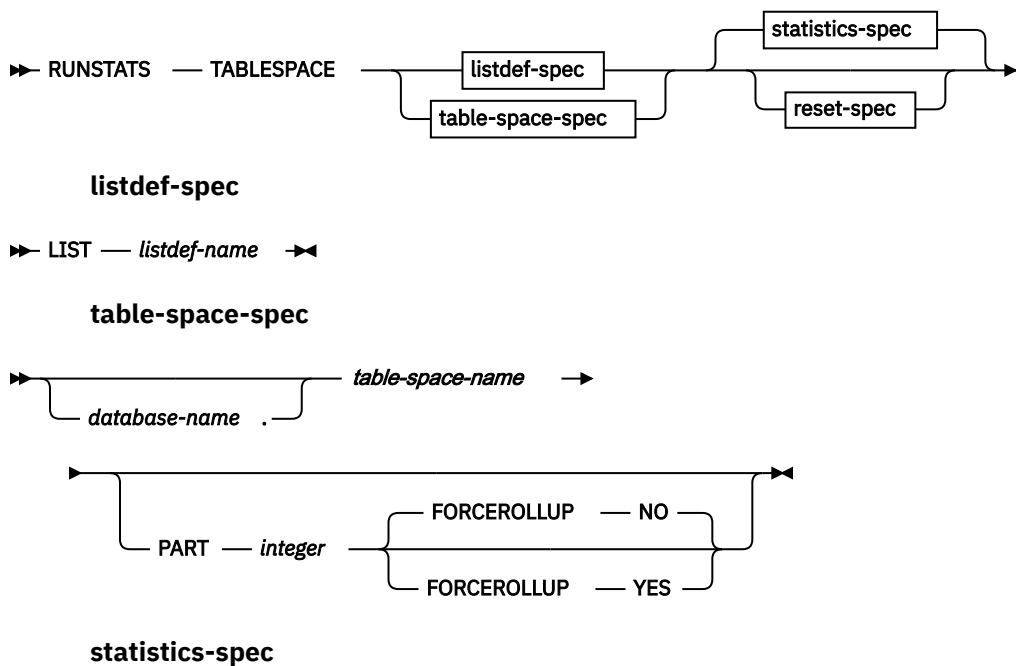 statistics-spec
RUNSTATS TABLESPACE listdef-spec
table-space-spec reset-spec
listdef-spec
LIST listdef-name
table-space-spec
table-space-name
database-name .
FORCEROLLUP NO
PART integer
FORCEROLLUP YES
statistics-spec